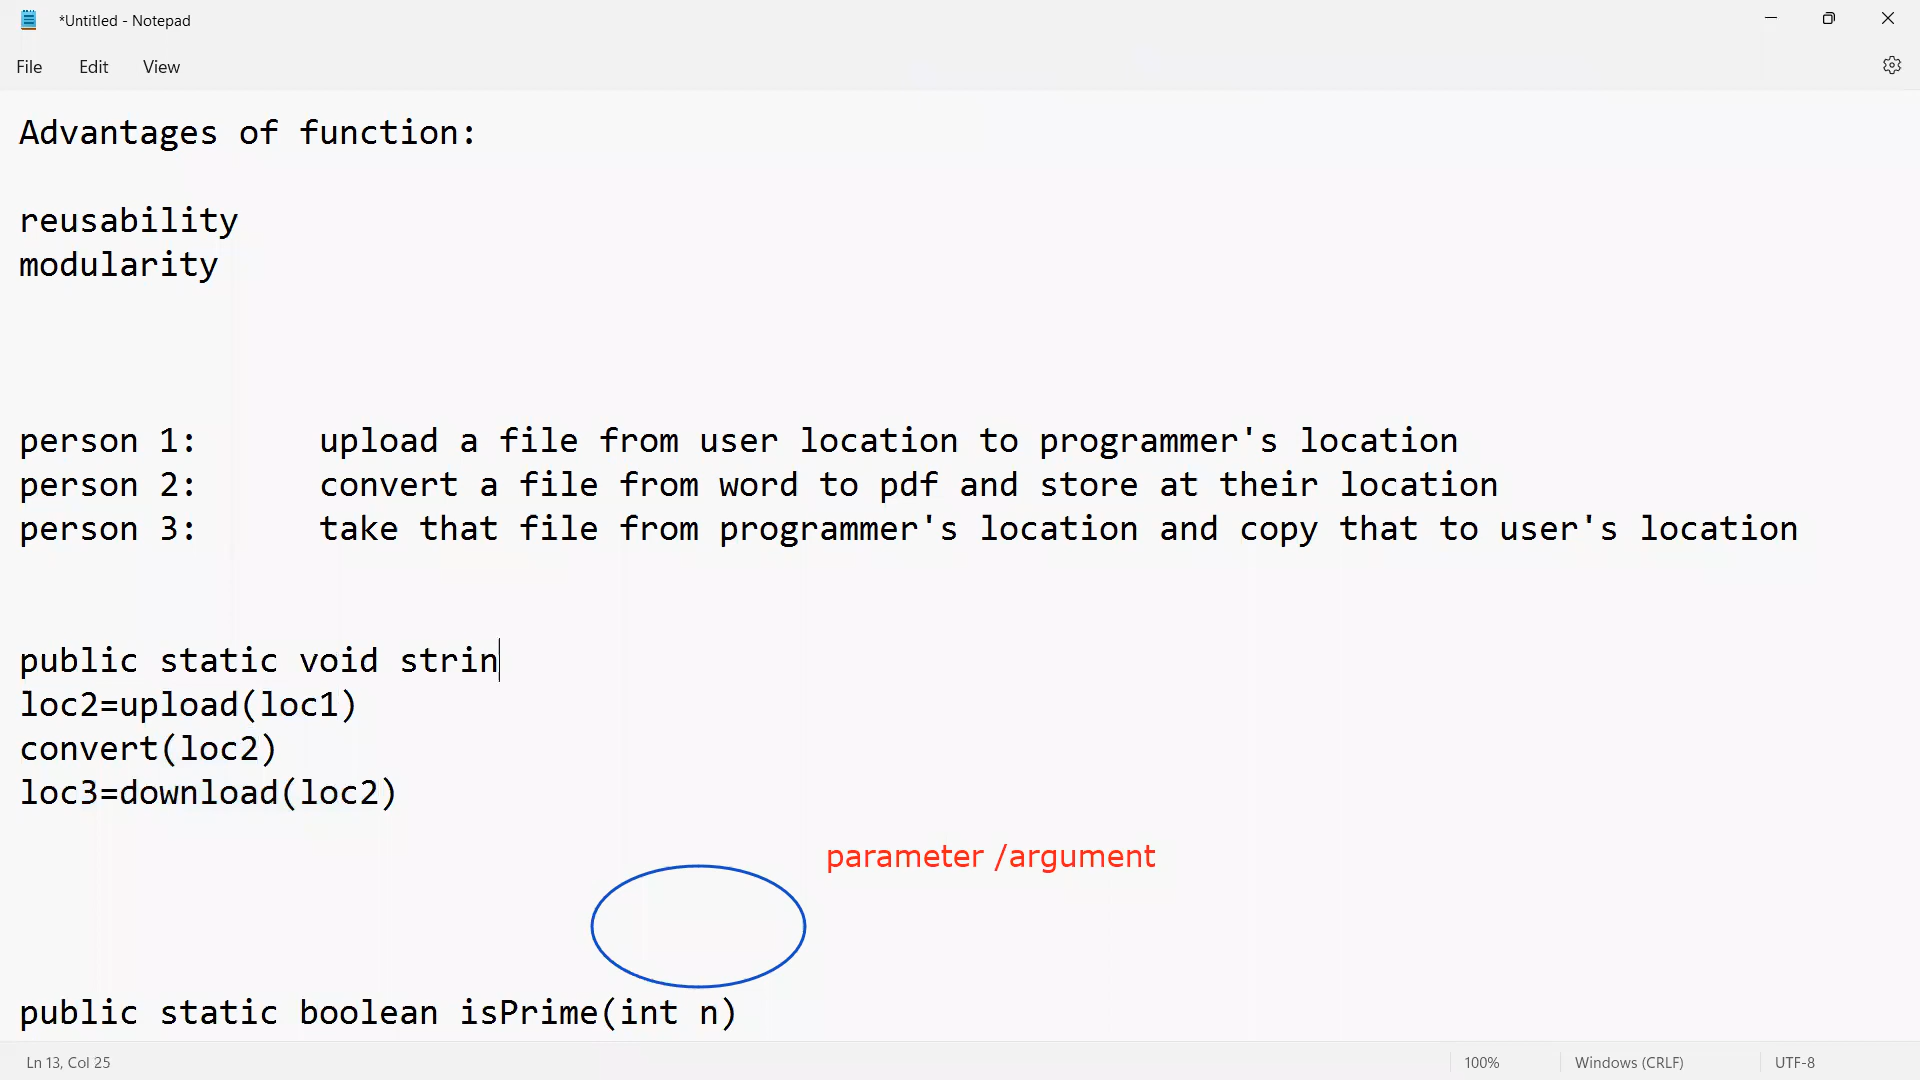 *Untitled - Notepad
File Edit View
Advantages of function:
reusability
modularity
person 1: upload a file from user location to programmer's location
person 2: convert a file from word to pdf and store at their location
person 3: take that file from programmer's location and copy that to user's location
public static void strin
loc2=upload(loc1)
convert(loc2)
loc3=download(loc2)
parameter /argument
public static boolean isPrime(int n)
Ln 13, Col 25 100% Windows (CRLF) UTF-8